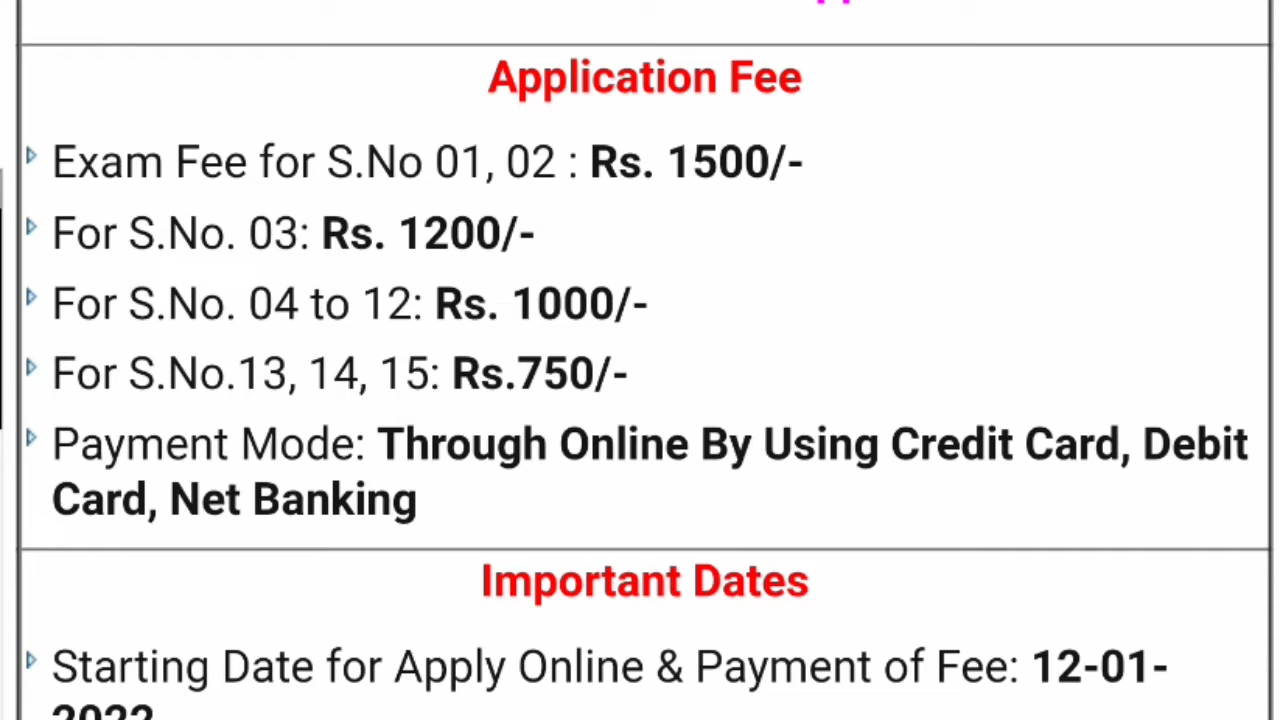 Application Fee
Exam Fee for S.No 01, 02 : Rs. 1500/-
For S.No. 03: Rs. 1200/-
For S.No. 04 to 12: Rs. 1000/-
For S.No.13, 14, 15: Rs.750/-
Payment Mode: Through Online By Using Credit Card, Debit
Card, Net Banking
Important Dates
Starting Date for Apply Online & Payment of Fee: 12-01-